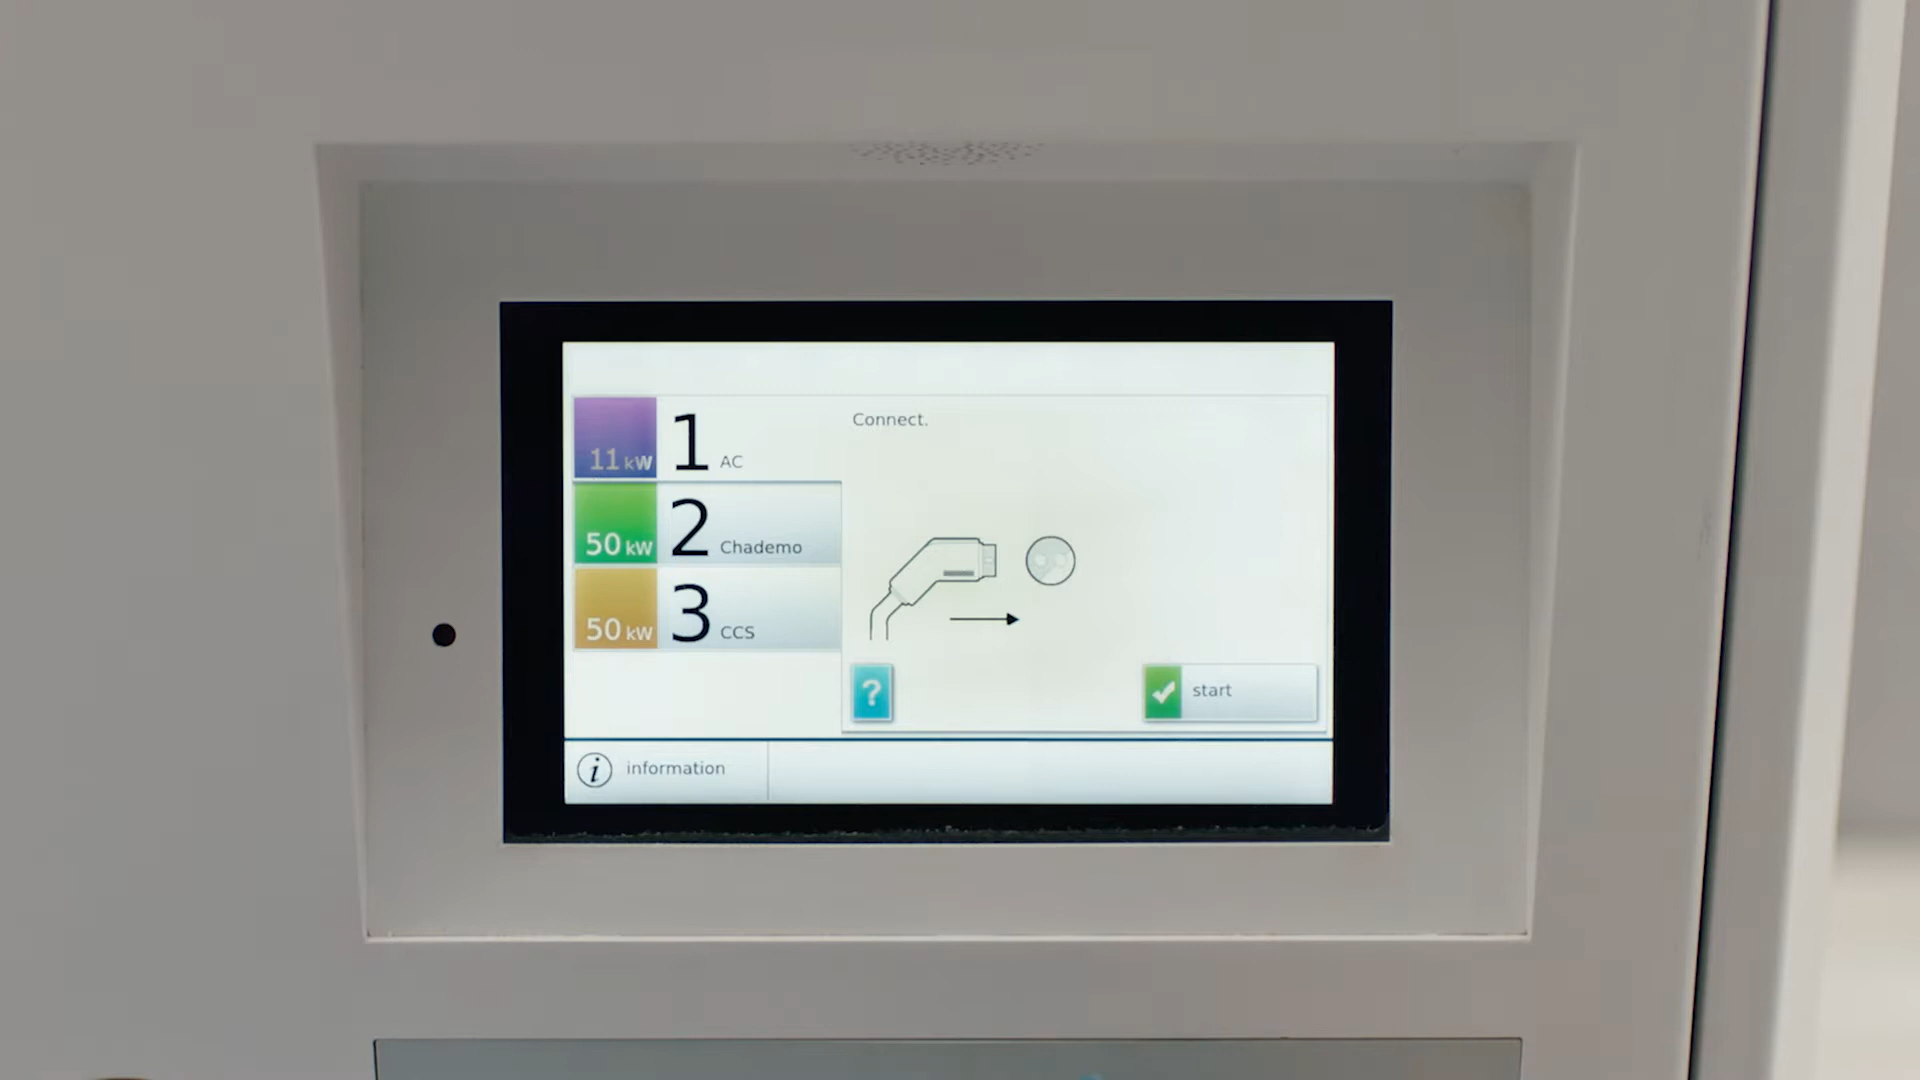 11 kW 1 AC
50 kW 2 Chademo
50 kW 3 CCS
Connect.
?
start
i information